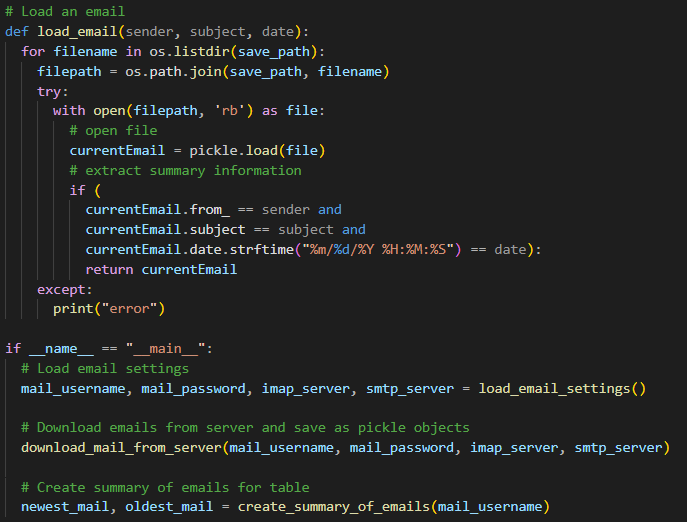 # Load an email
def load_email(sender, subject, date):
  for filename in os.listdir(save_path):
    filepath = os.path.join(save_path, filename)
    try:
      with open(filepath, 'rb') as file:
        # open file
        currentEmail = pickle.load(file)
        # extract summary information
        if (
          currentEmail.from_ == sender and
          currentEmail.subject == subject and
          currentEmail.date.strftime("%m/%d/%Y %H:%M:%S") == date):
          return currentEmail
    except:
      print("error")

if __name__ == "__main__":
  # Load email settings
  mail_username, mail_password, imap_server, smtp_server = load_email_settings()

  # Download emails from server and save as pickle objects
  download_mail_from_server(mail_username, mail_password, imap_server, smtp_server)

  # Create summary of emails for table
  newest_mail, oldest_mail = create_summary_of_emails(mail_username)